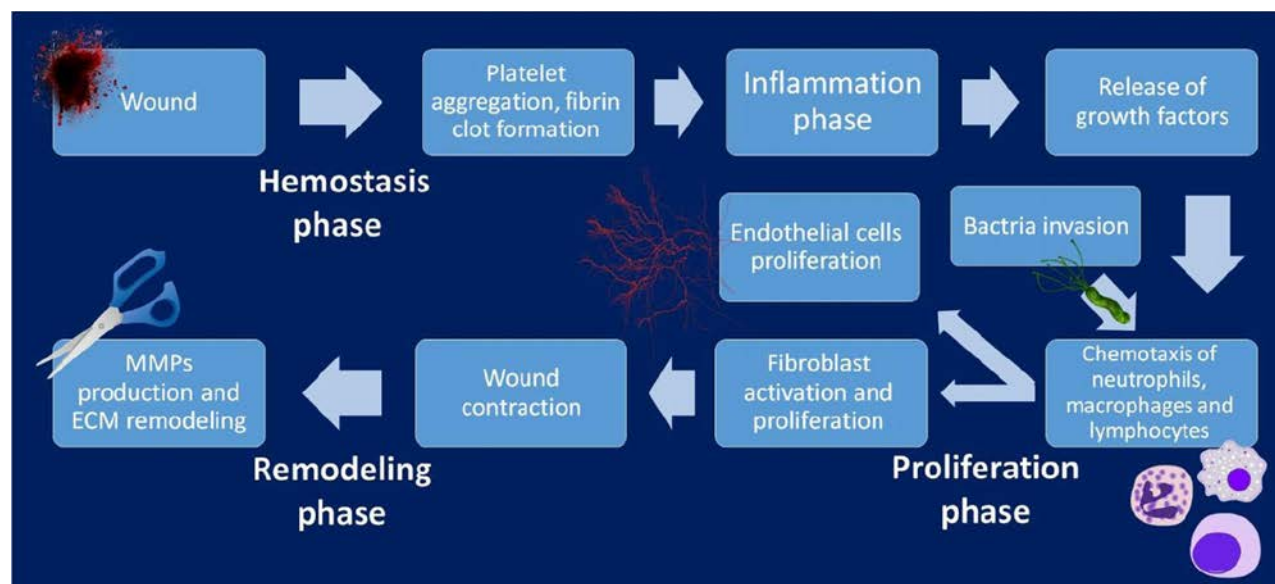 Wound
Platelet
aggregation, fibrin
clot formation
Inflammation
phase
Release of
growth factors
Hemostasis
phase
Endothelial cells
proliferation
Bactria invasion
MMPs
production and
ECM remodeling
Wound
contraction
Fibroblast
activation and
proliferation
Chemotaxis of
neutrophils,
macrophages and
lymphocytes
Remodeling
phase
Proliferation
phase